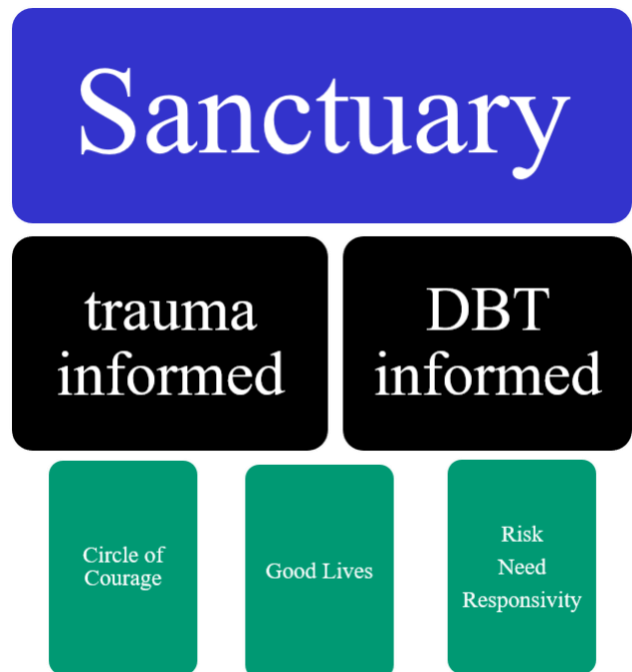 Sanctuary
trauma
informed
DBT
informed
Circle of
Courage
Good Lives
Risk
Need
Responsivity